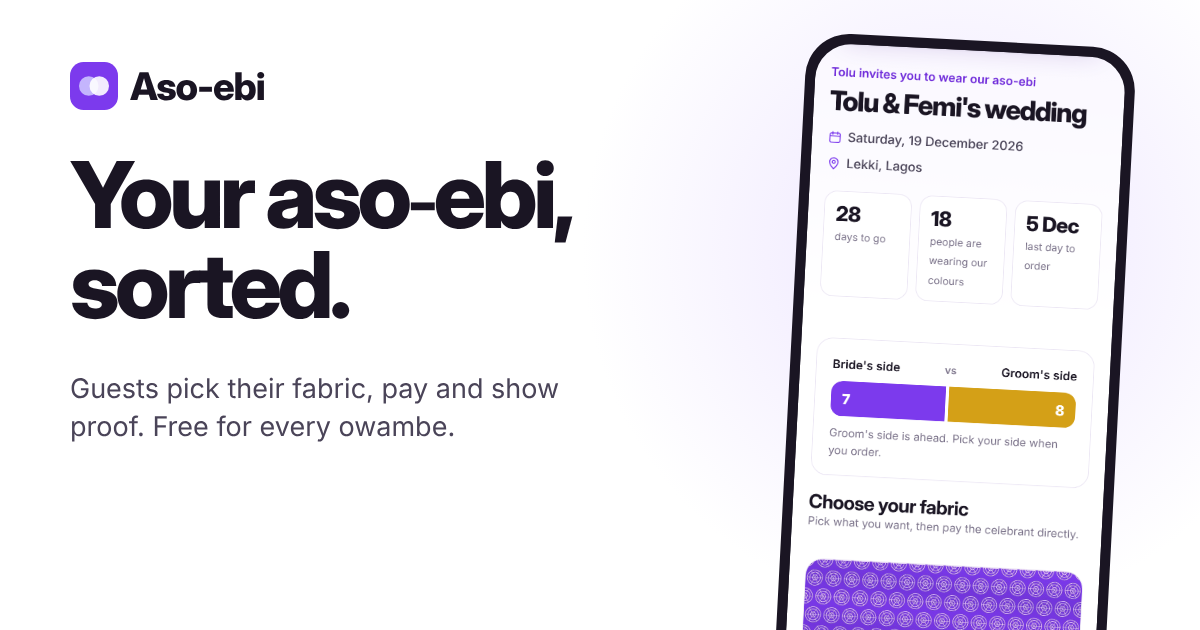 Aso-ebi
Your aso-ebi,
sorted.
Guests pick their fabric, pay and show
proof. Free for every owambe.
Tolu invites you to wear our aso-ebi
Tolu & Femi's wedding
Saturday, 19 December 2026
Lekki, Lagos
28
days to go
18
people are
wearing our
colours
5 Dec
last day to
order
Bride's side
vs
Groom's side
7
8
Groom's side is ahead. Pick your side when
you order.
Choose your fabric
Pick what you want, then pay the celebrant directly.